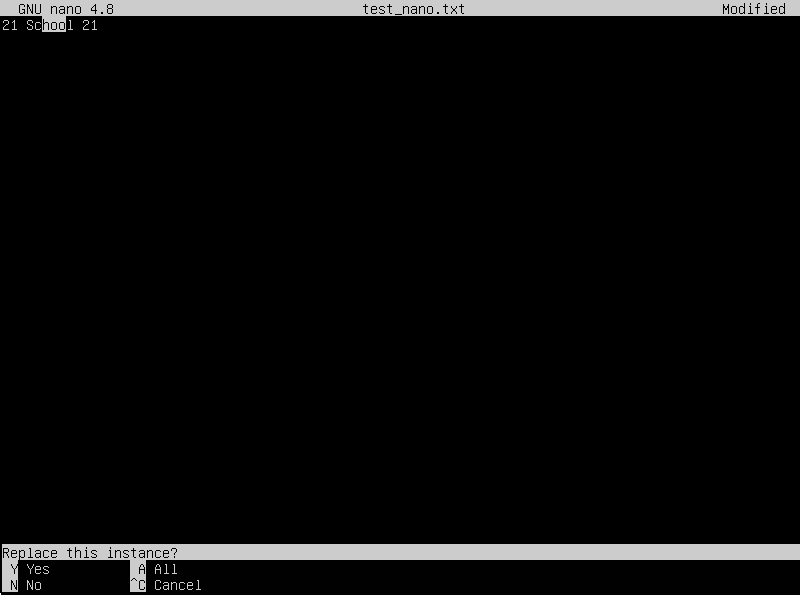 GNU nano 4.8 test_nano.txt Modified
21 School 21
Replace this instance?
Y Yes A All
N No ^C Cancel